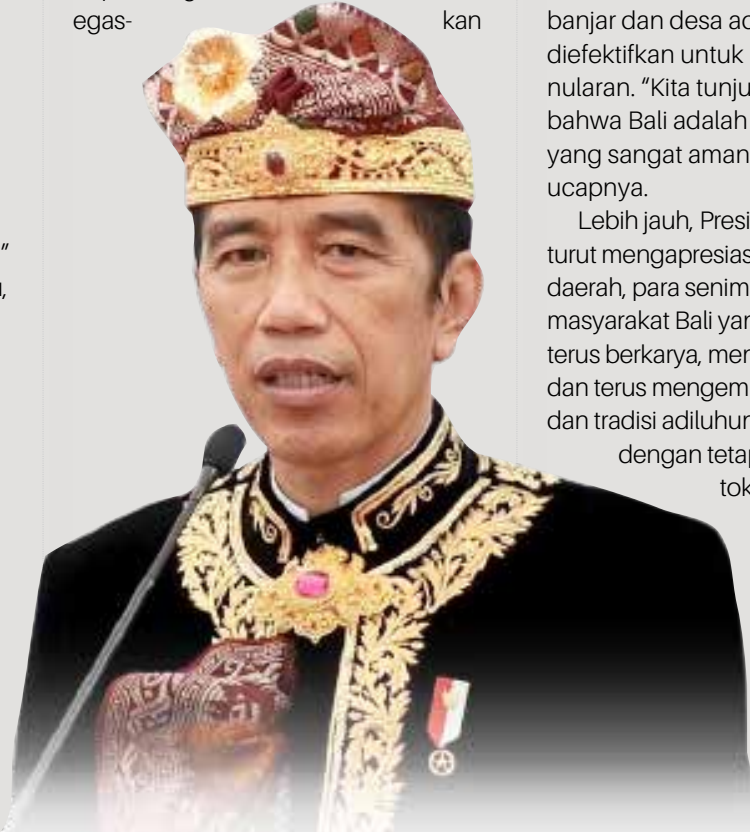 egas-
kan
”
banjar dan desa ad
diefektifkan untuk
nularan. “Kita tunju
bahwa Bali adalah
yang sangat aman
ucapnya.
Lebih jauh, Presi
turut mengapresias
daerah, para senim
masyarakat Bali yan
terus berkarya, mer
dan terus mengem
dan tradisi adiluhur
dengan tetap
tok